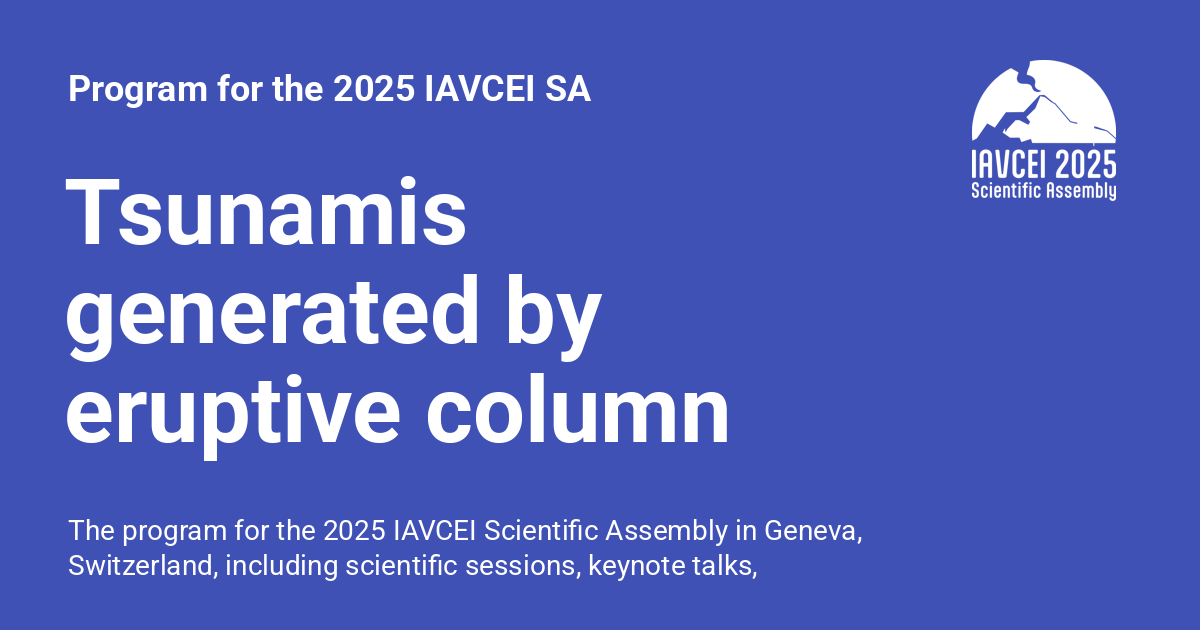 Program for the 2025 IAVCEI SA
IAVCEI 2025
Scientific Assembly
Tsunamis
generated by
eruptive column
The program for the 2025 IAVCEI Scientific Assembly in Geneva,
Switzerland, including scientific sessions, keynote talks,